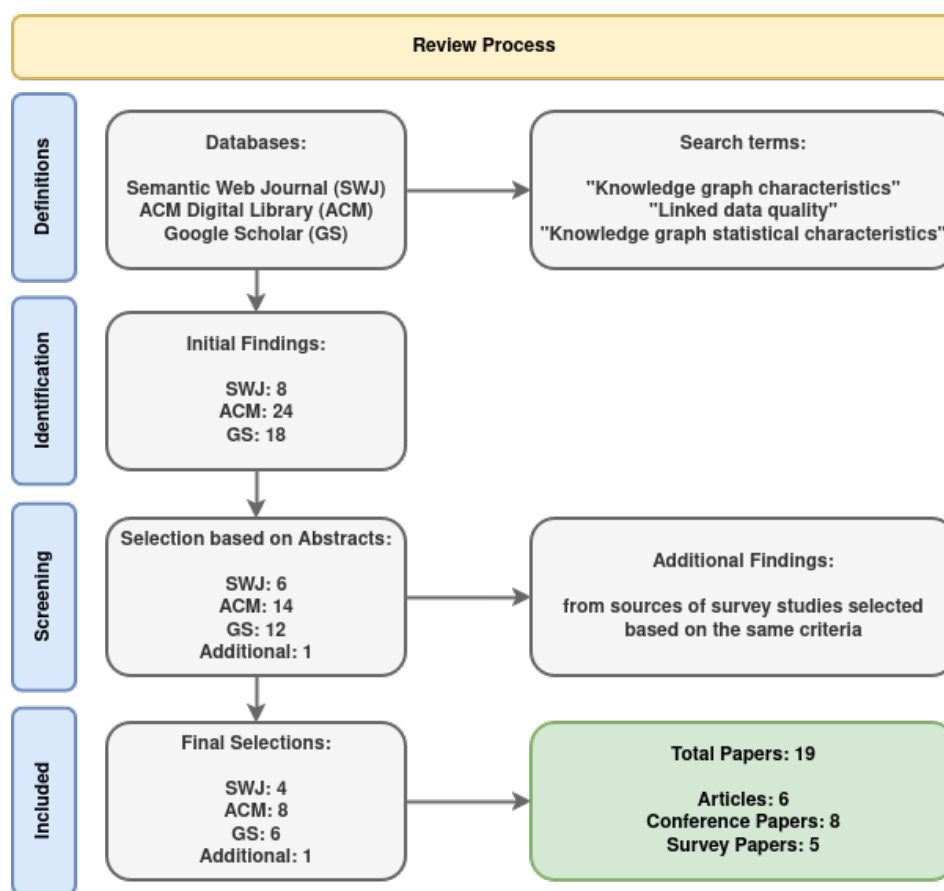 Review Process
Definitions
Databases:
Semantic Web Journal (SWJ)
ACM Digital Library (ACM)
Google Scholar (GS)
Search terms:
"Knowledge graph characteristics"
"Linked data quality"
"Knowledge graph statistical characteristics"
Identification
Initial Findings:
SWJ: 8
ACM: 24
GS: 18
Screening
Selection based on Abstracts:
SWJ: 6
ACM: 14
GS: 12
Additional: 1
Additional Findings:
from sources of survey studies selected
based on the same criteria
Included
Final Selections:
SWJ: 4
ACM: 8
GS: 6
Additional: 1
Total Papers: 19
Articles: 6
Conference Papers: 8
Survey Papers: 5